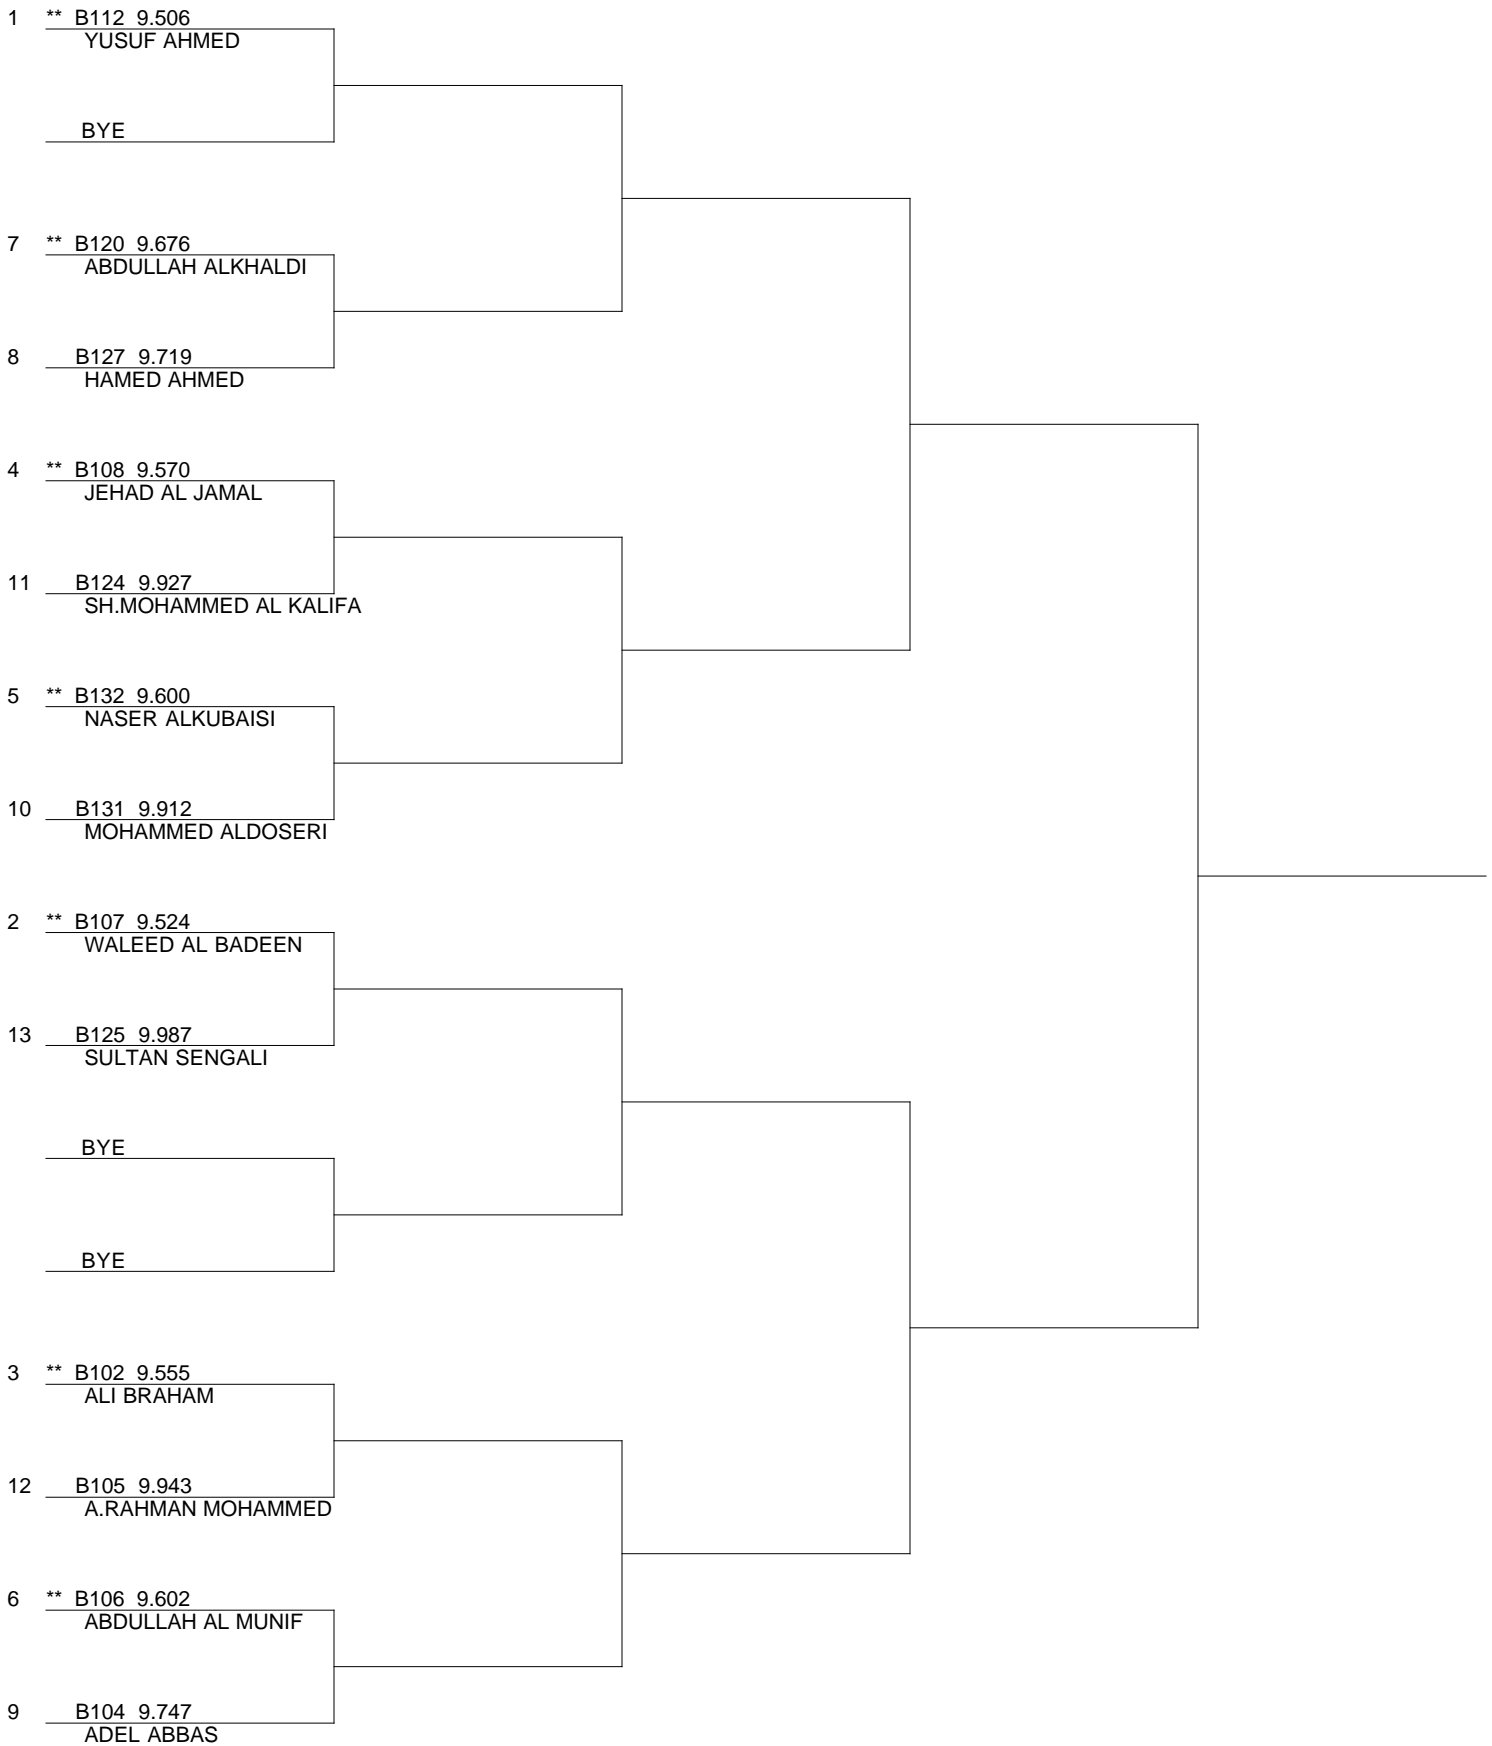 1 ** B112 9.506
YUSUF AHMED
BYE
7 ** B120 9.676
ABDULLAH ALKHALDI
8 B127 9.719
HAMED AHMED
4 ** B108 9.570
JEHAD AL JAMAL
11 B124 9.927
SH.MOHAMMED AL KALIFA
5 ** B132 9.600
NASER ALKUBAISI
10 B131 9.912
MOHAMMED ALDOSERI
2 ** B107 9.524
WALEED AL BADEEN
13 B125 9.987
SULTAN SENGALI
BYE
BYE
3 ** B102 9.555
ALI BRAHAM
12 B105 9.943
A.RAHMAN MOHAMMED
6 ** B106 9.602
ABDULLAH AL MUNIF
9 B104 9.747
ADEL ABBAS